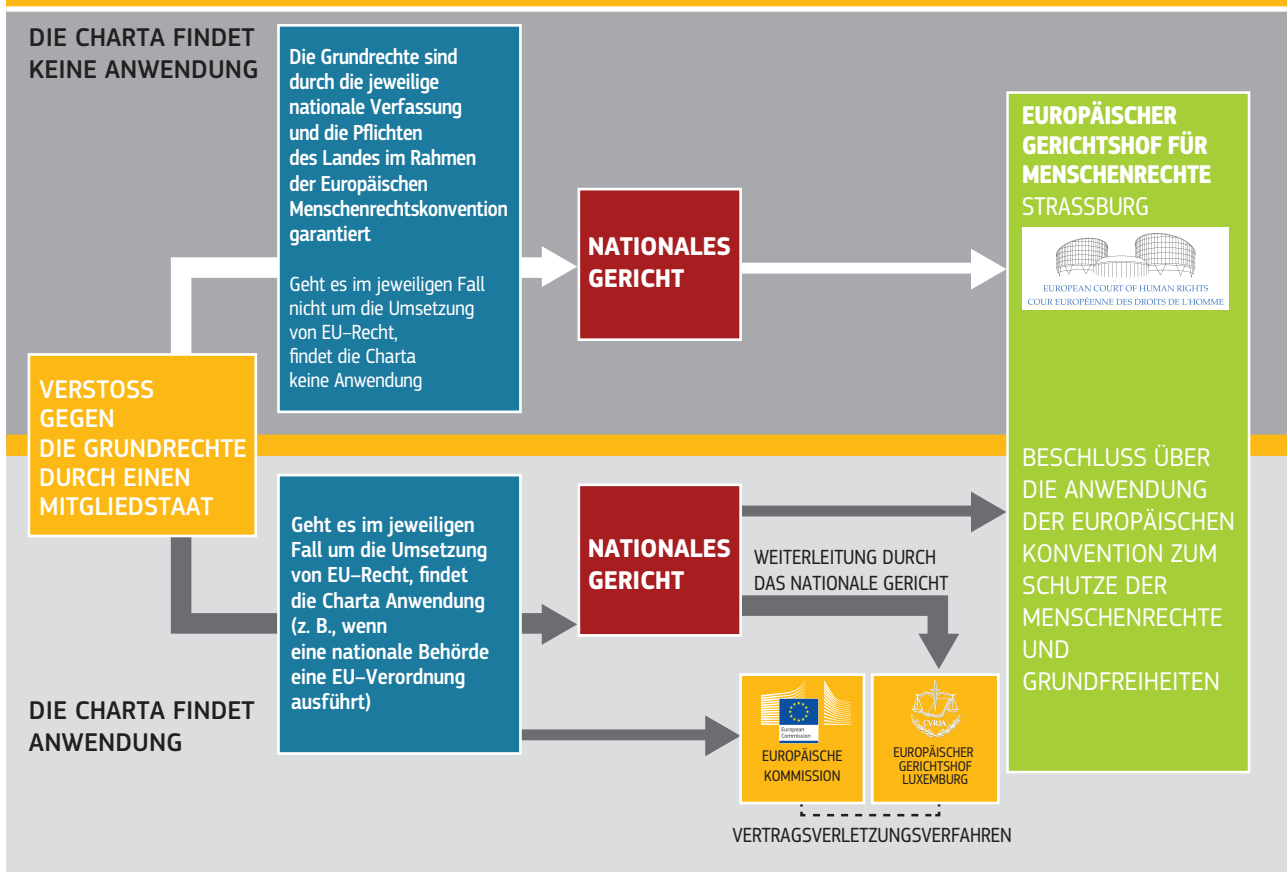 DIE CHARTA FINDET
KEINE ANWENDUNG
Die Grundrechte sind
durch die jeweilige
nationale Verfassung
und die Pflichten
des Landes im Rahmen
der Europäischen
Menschenrechtskonvention
garantiert
Geht es im jeweiligen Fall
nicht um die Umsetzung
von EU–Recht,
findet die Charta
keine Anwendung
NATIONALES
GERICHT
EUROPÄISCHER
GERICHTSHOF FÜR
MENSCHENRECHTE
STRASSBURG
EUROPEAN COURT OF HUMAN RIGHTS
COUR EUROPÉENNE DES DROITS DE L'HOMME
VERSTOSS
GEGEN
DIE GRUNDRECHTE
DURCH EINEN
MITGLIEDSTAAT
BESCHLUSS ÜBER
DIE ANWENDUNG
DER EUROPÄISCHEN
KONVENTION ZUM
SCHUTZE DER
MENSCHENRECHTE
UND
GRUNDFREIHEITEN
Geht es im jeweiligen
Fall um die Umsetzung
von EU–Recht, findet
die Charta Anwendung
(z. B., wenn
eine nationale Behörde
eine EU–Verordnung
ausführt)
NATIONALES
GERICHT
WEITERLEITUNG DURCH
DAS NATIONALE GERICHT
DIE CHARTA FINDET
ANWENDUNG
European
Commission
EUROPÄISCHE
KOMMISSION
CVRIA
EUROPÄISCHER
GERICHTSHOF
LUXEMBURG
VERTRAGSVERLETZUNGSVERFAHREN